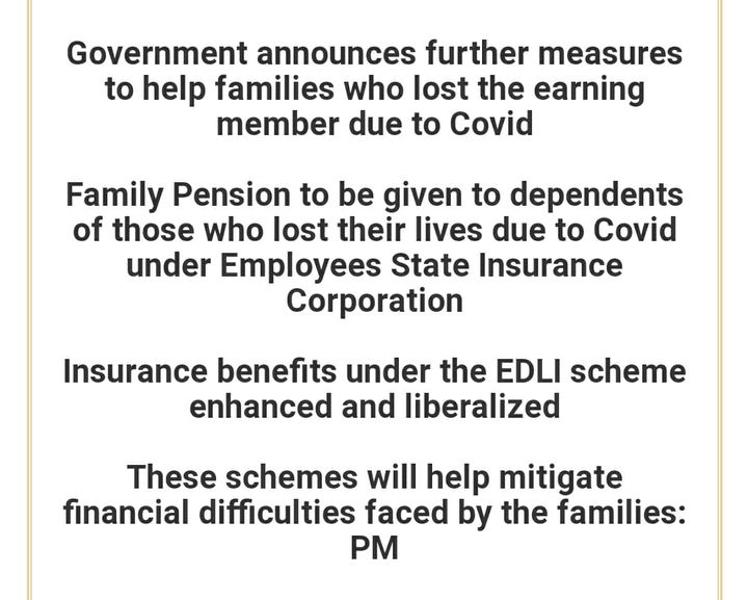 Government announces further measures
to help families who lost the earning
member due to Covid
Family Pension to be given to dependents
of those who lost their lives due to Covid
under Employees State Insurance
Corporation
Insurance benefits under the EDLI scheme
enhanced and liberalized
These schemes will help mitigate
financial difficulties faced by the families:
PM